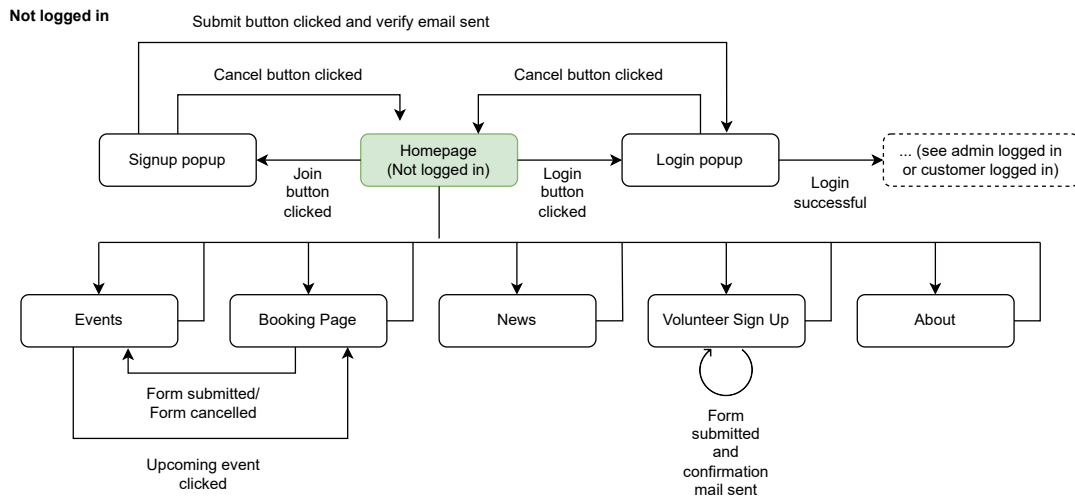 Not logged in
Submit button clicked and verify email sent
Cancel button clicked
Cancel button clicked
Signup popup
Homepage
(Not logged in)
Login popup
... (see admin logged in
or customer logged in)
Join
button
clicked
Login
button
clicked
Login
successful
Events
Booking Page
News
Volunteer Sign Up
About
Form submitted/
Form cancelled
Upcoming event
clicked
Form
submitted
and
confirmation
mail sent